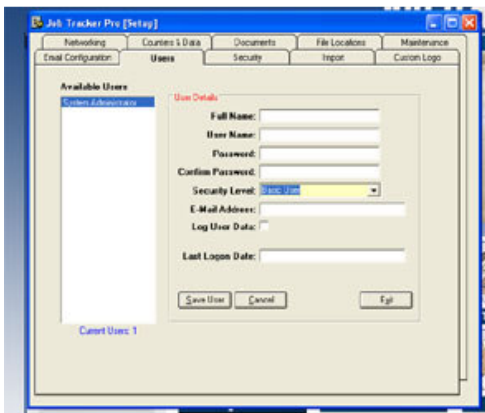 Job Tracker Pro [Setup]
Networking Counters & Data Documents File Locations Maintenance
Email Configuration Users Security Import Custom Logo
Available Users
System Administrator
User Details
Full Name:
User Name:
Password:
Confirm Password:
Security Level: Basic User
E-Mail Address:
Log User Data:
Last Logon Date:
Save User Cancel Exit
Current Users: 1